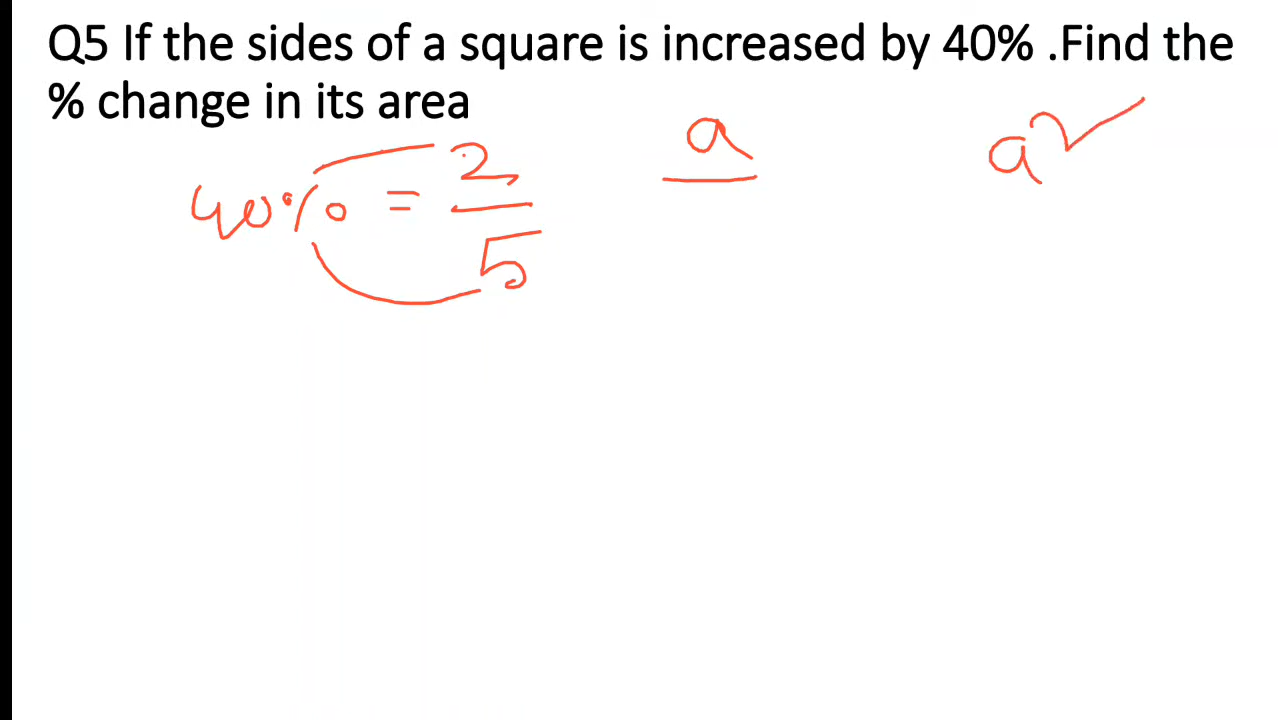 Q5 If the sides of a square is increased by 40% .Find the
% change in its area
a
a²
40% = 2/5